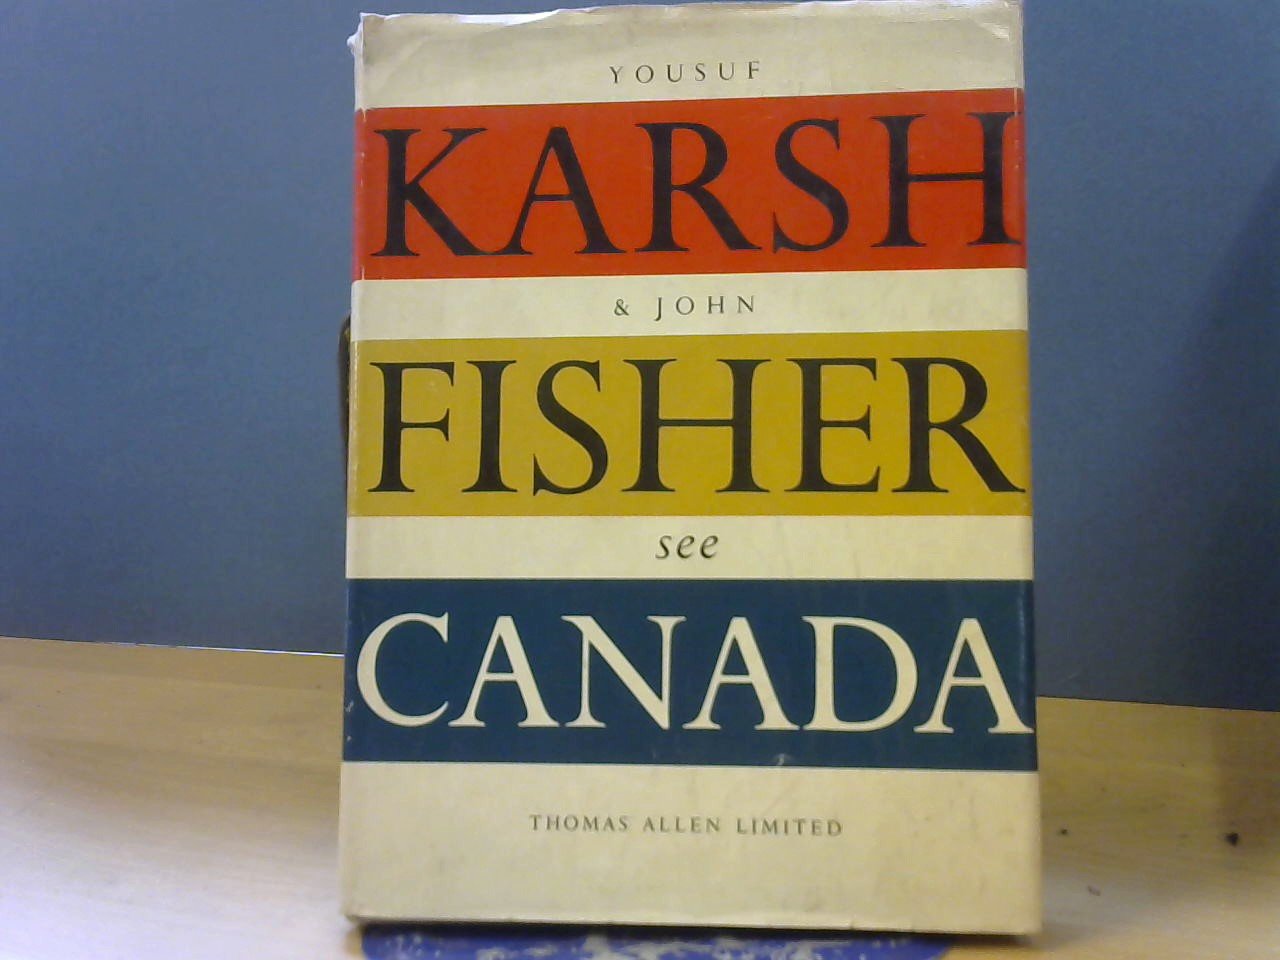 YOUSUF
KARSH
& JOHN
FISHER
see
CANADA
THOMAS ALLEN LIMITED